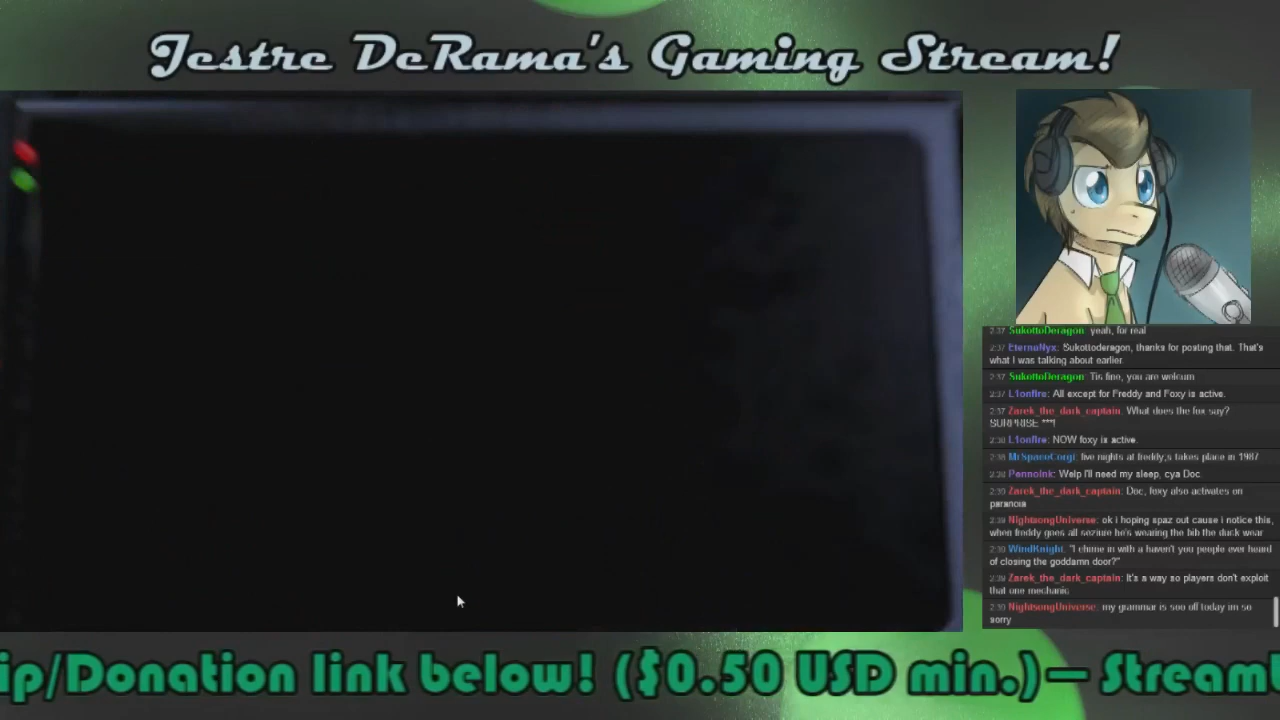 Jestre DeRama's Gaming Stream!
2:37 SukottoDeragon: yeah, for real
2:37 EternaNyx: Sukottoderagon, thanks for posting that. That's
what I was talking about earlier.
2:37 SukottoDeragon: Tis fine, you are welcum
2:37 L1onfire: All except for Freddy and Foxy is active.
2:37 Zarek_the_dark_captain: What does the fox say?
SURPRISE ***!
2:38 L1onfire: NOW foxy is active.
2:38 MrSpaceCorgi: five nights at freddy;s takes place in 1987
2:39 PennoInk: Welp I'll need my sleep, cya Doc
2:39 Zarek_the_dark_captain: Doc, foxy also activates on
paranoia
2:39 NightsongUniverse: ok i hoping spaz out cause i notice this,
when freddy goes all seziure he's wearing the bib the duck wear
2:39 WindKnight: "I chime in with a haven't you people ever heard
of closing the goddamn door?"
2:39 Zarek_the_dark_captain: It's a way so players don't exploit
that one mechanic
2:39 NightsongUniverse: my grammar is soo off today im so
sorry
ip/Donation link below! ($0.50 USD min.) — Stream